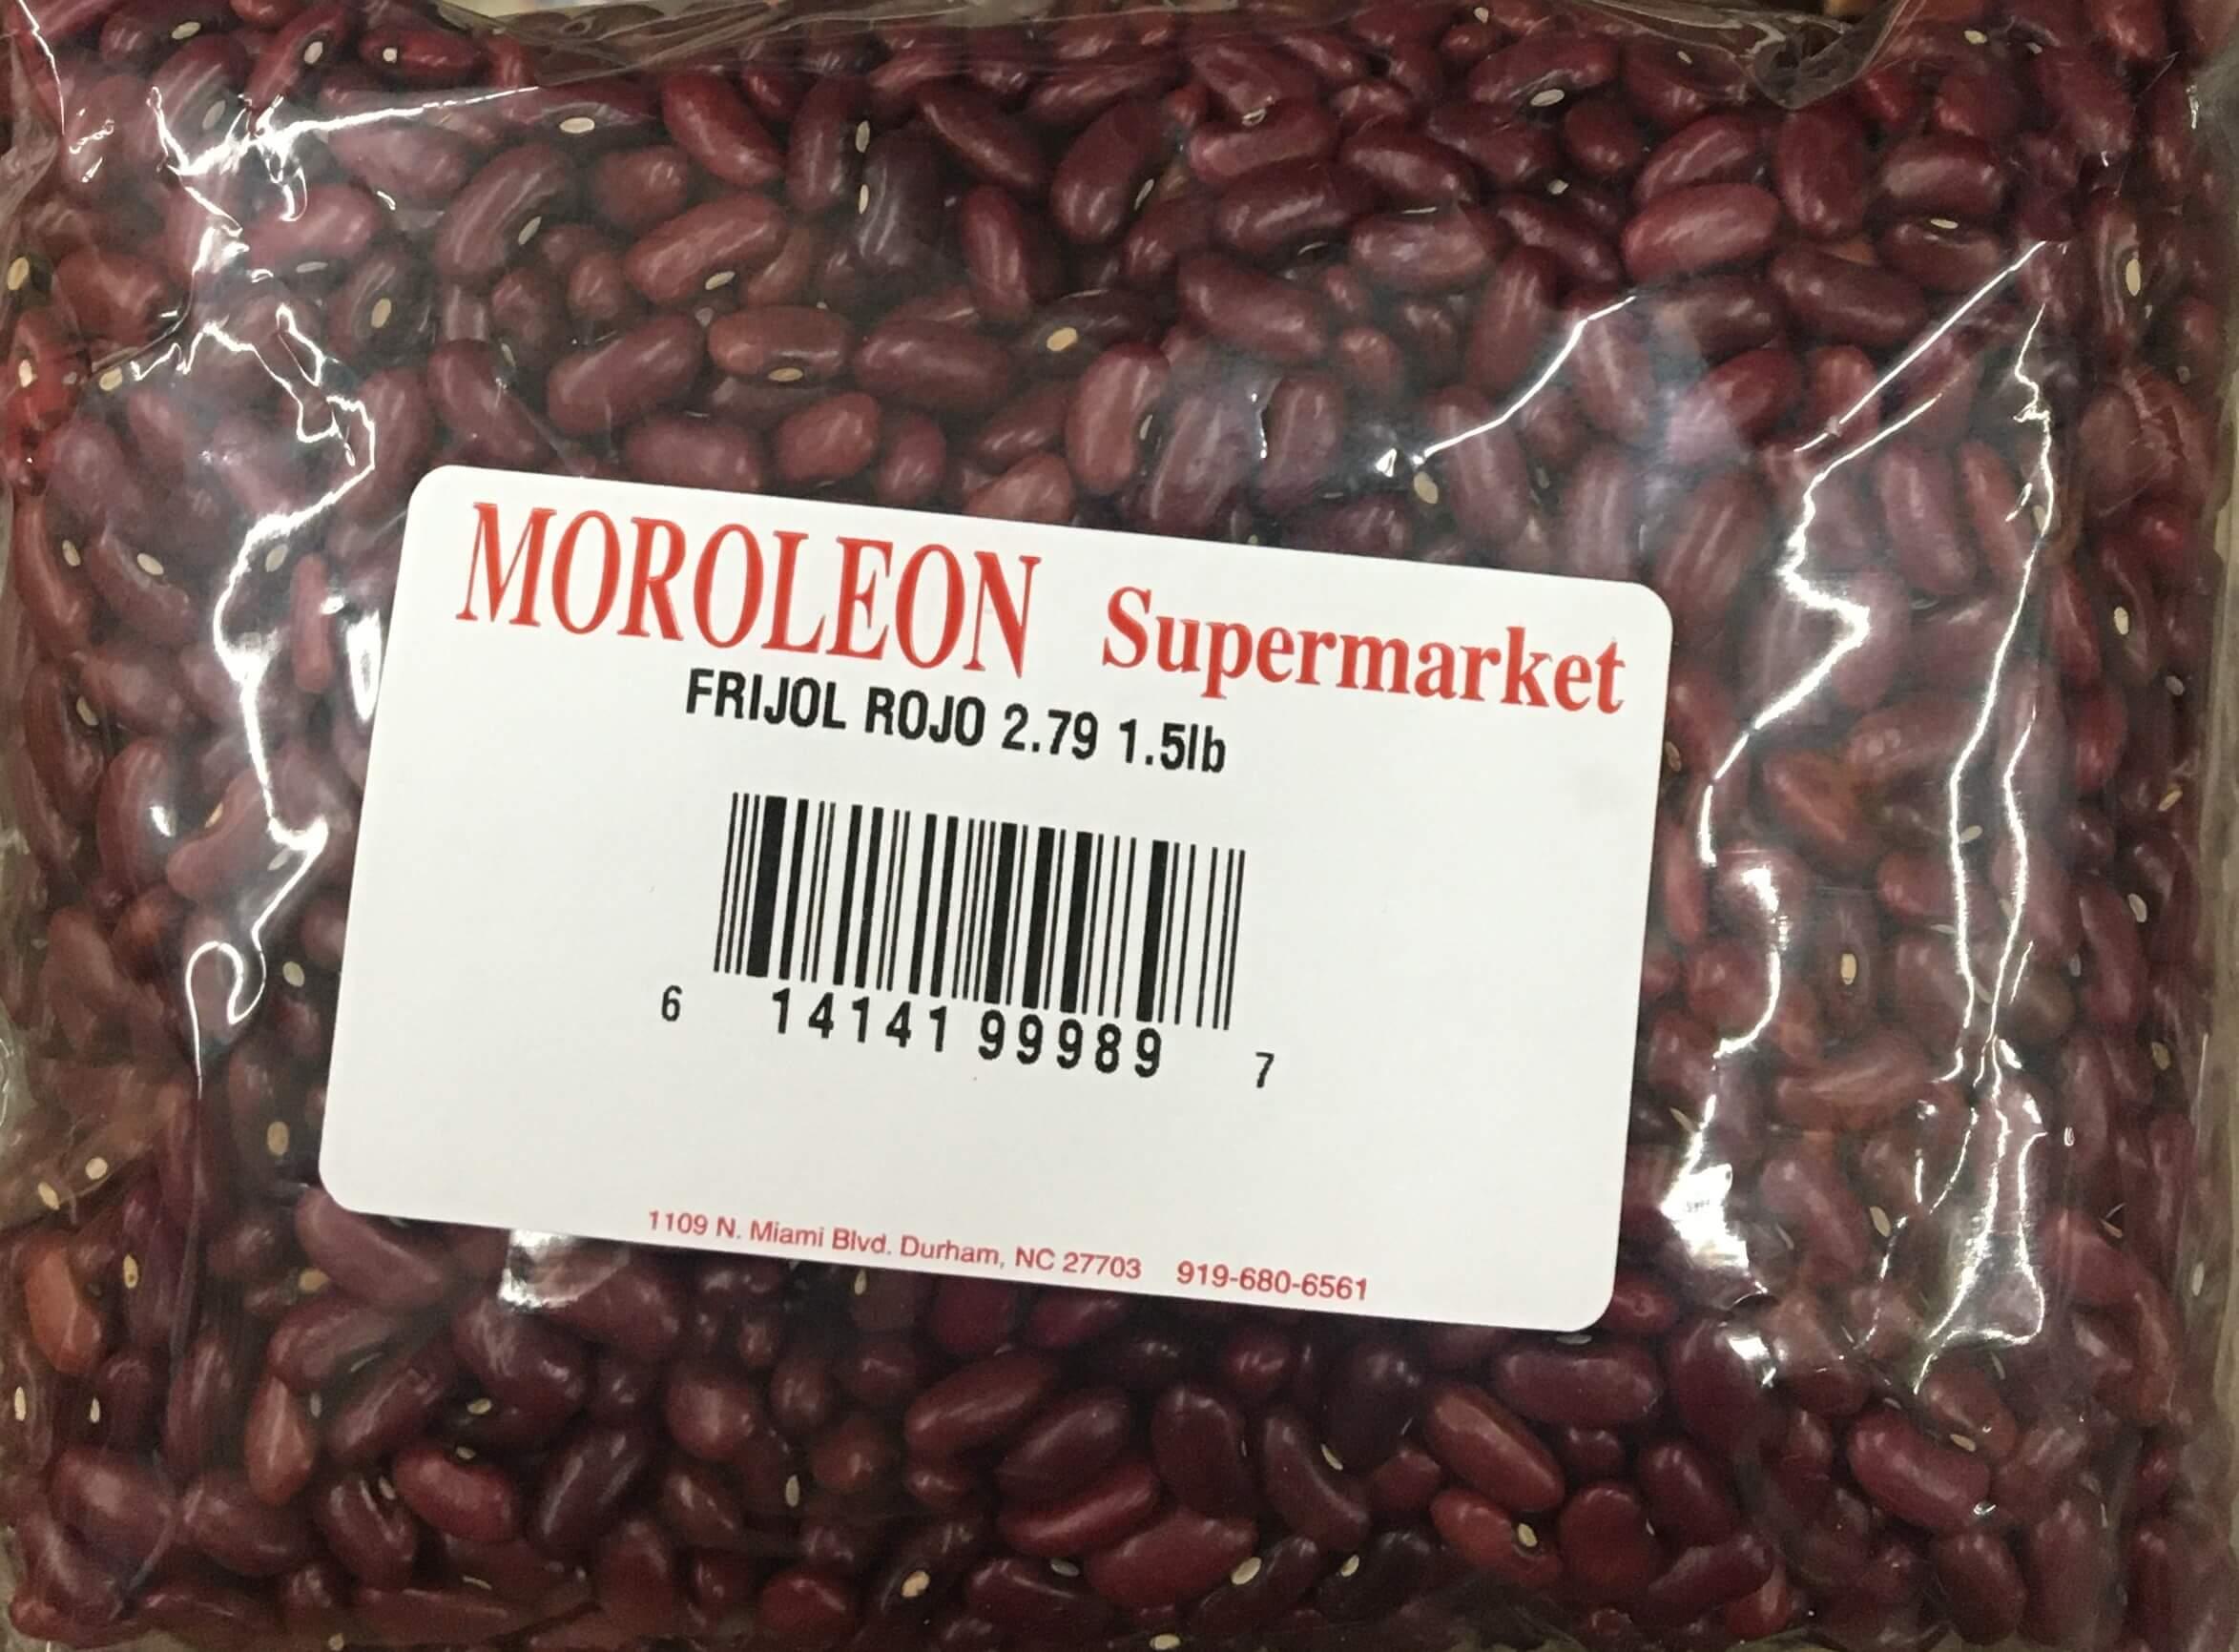 MOROLEON Supermarket
FRIJOL ROJO 2.79 1.5lb
6 14141 99989 7
1109 N. Miami Blvd. Durham, NC 27703 919-680-6561